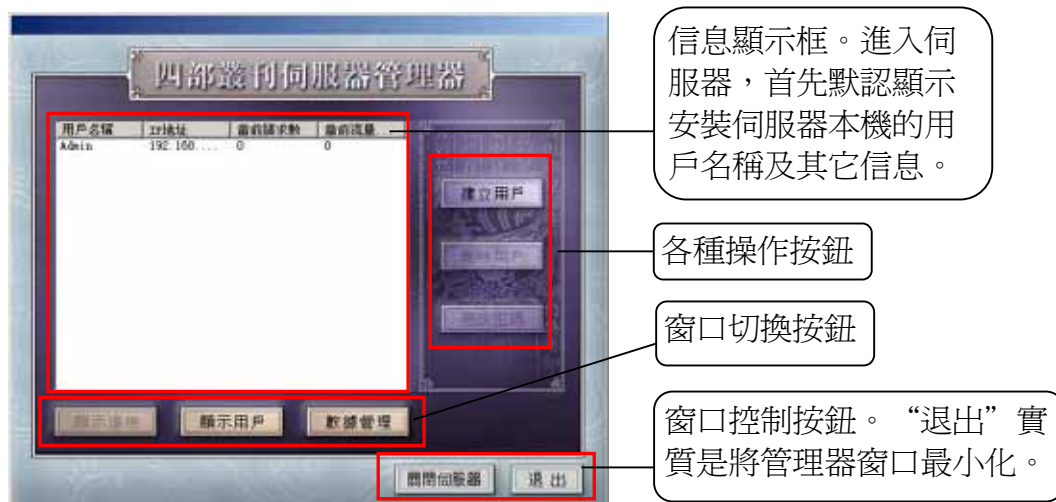 四部叢刊伺服器管理器
用戶名稱 IP地址 當前請求數 當前流量...
Admin 192.168.... 0 0
建立用戶
顯示用戶 數據管理
關閉伺服器 退出
信息顯示框。進入伺
服器，首先默認顯示
安裝伺服器本機的用
戶名稱及其它信息。
各種操作按鈕
窗口切換按鈕
窗口控制按鈕。“退出”實
質是將管理器窗口最小化。